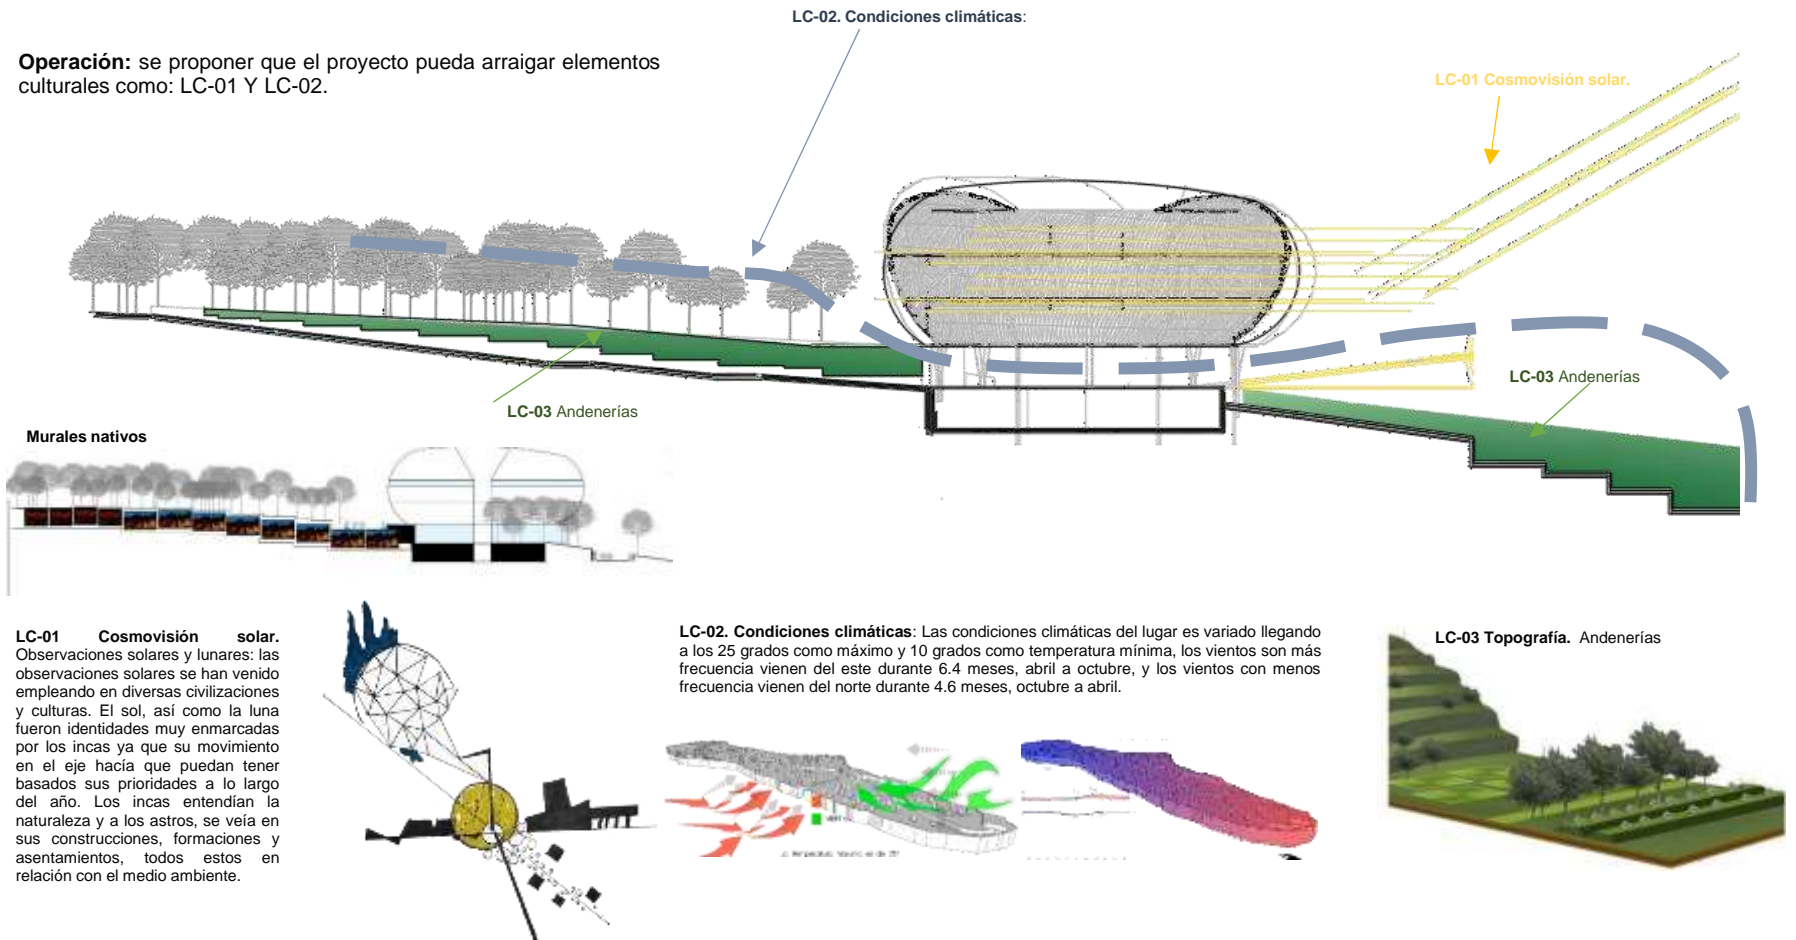 LC-02. Condiciones climáticas:
Operación: se proponer que el proyecto pueda arraigar elementos
culturales como: LC-01 Y LC-02.
LC-01 Cosmovisión solar.
LC-03 Andenerías
LC-03 Andenerías
Murales nativos
LC-01 Cosmovisión solar.
Observaciones solares y lunares: las
observaciones solares se han venido
empleando en diversas civilizaciones
y culturas. El sol, así como la luna
fueron identidades muy enmarcadas
por los incas ya que su movimiento
en el eje hacía que puedan tener
basados sus prioridades a lo largo
del año. Los incas entendían la
naturaleza y a los astros, se veía en
sus construcciones, formaciones y
asentamientos, todos estos en
relación con el medio ambiente.
LC-02. Condiciones climáticas: Las condiciones climáticas del lugar es variado llegando
a los 25 grados como máximo y 10 grados como temperatura mínima, los vientos son más
frecuencia vienen del este durante 6.4 meses, abril a octubre, y los vientos con menos
frecuencia vienen del norte durante 4.6 meses, octubre a abril.
LC-03 Topografía. Andenerías